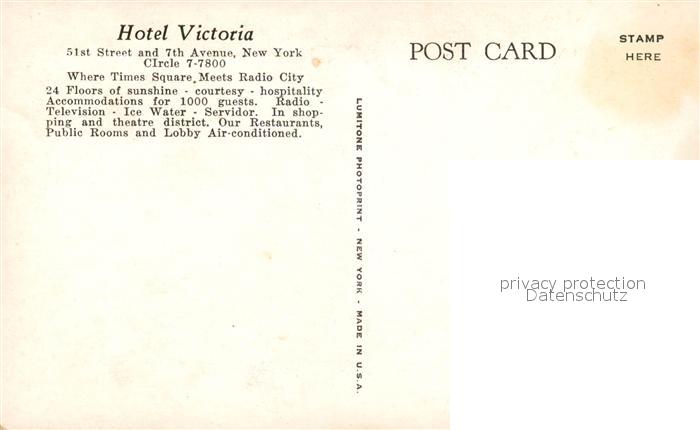 Hotel Victoria
51st Street and 7th Avenue, New York
CIrcle 7-7800
Where Times Square Meets Radio City
24 Floors of sunshine - courtesy - hospitality
Accommodations for 1000 guests. Radio -
Television - Ice Water - Servidor. In shop-
ping and theatre district. Our Restaurants,
Public Rooms and Lobby Air-conditioned.
LUMITONE PHOTOPRINT - NEW YORK - MADE IN U.S.A.
POST CARD
STAMP
HERE
privacy protection
Datenschutz